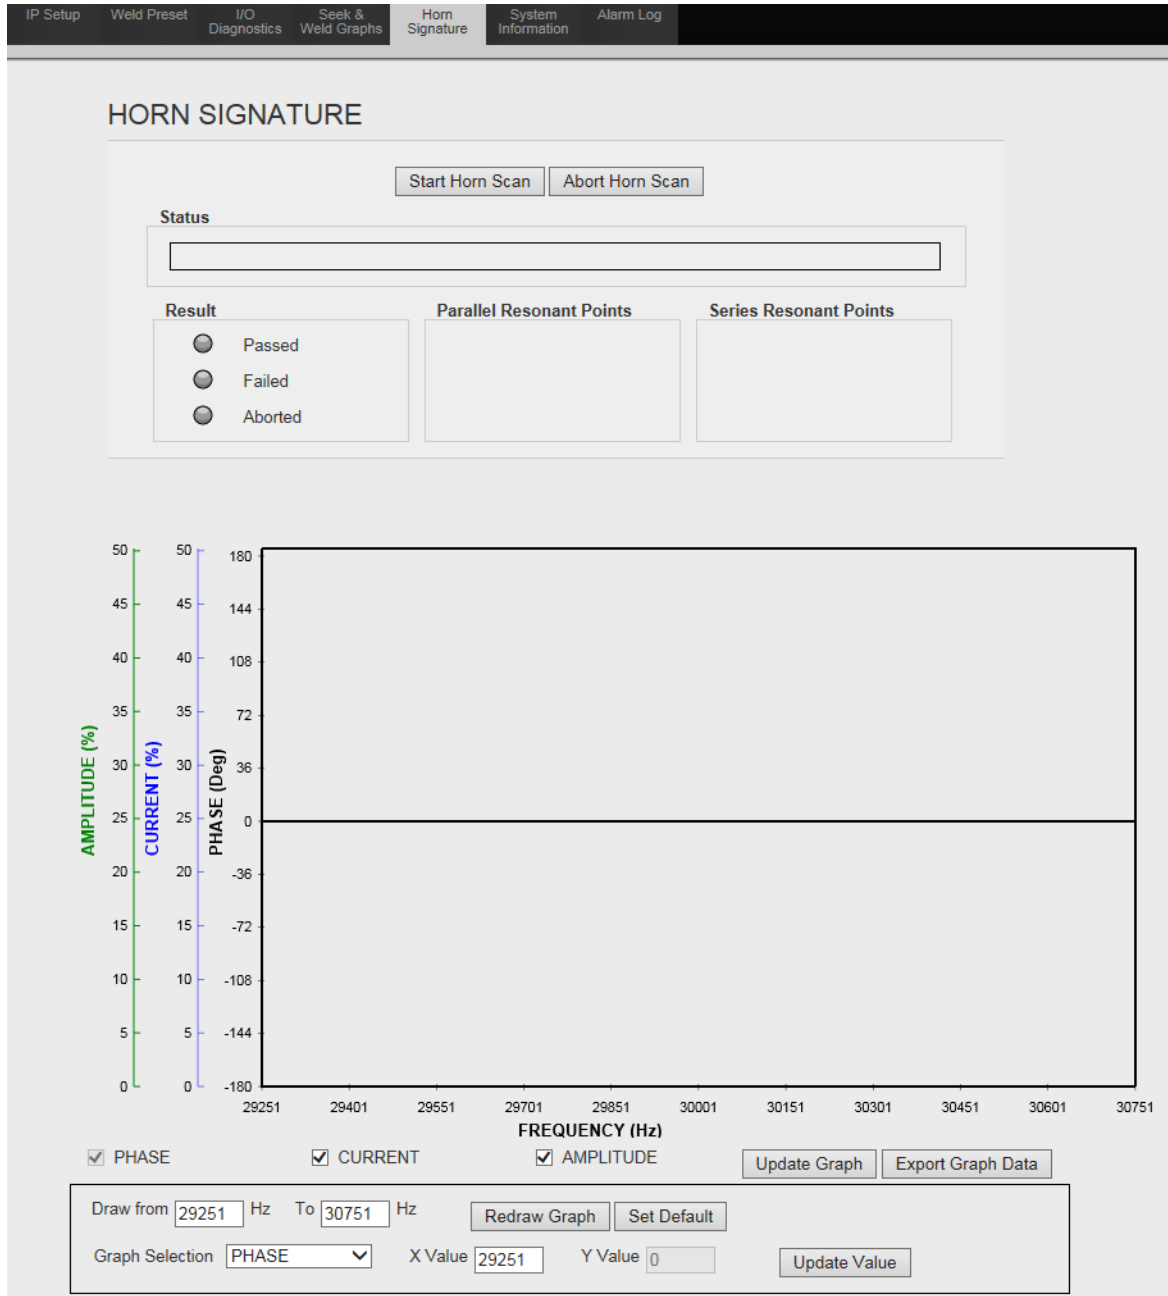 IP Setup Weld Preset I/O Diagnostics Seek & Weld Graphs Horn Signature System Information Alarm Log
HORN SIGNATURE
Start Horn Scan Abort Horn Scan
Status
Result Parallel Resonant Points Series Resonant Points
Passed
Failed
Aborted
50 50 180
45 45 144
40 40 108
35 35 72
30 30 36
25 25 0
20 20 -36
15 15 -72
10 10 -108
5 5 -144
0 0 -180
AMPLITUDE (%)
CURRENT (%)
PHASE (Deg)
29251 29401 29551 29701 29851 30001 30151 30301 30451 30601 30751
FREQUENCY (Hz)
PHASE CURRENT AMPLITUDE Update Graph Export Graph Data
Draw from 29251 Hz To 30751 Hz Redraw Graph Set Default
Graph Selection PHASE X Value 29251 Y Value 0 Update Value